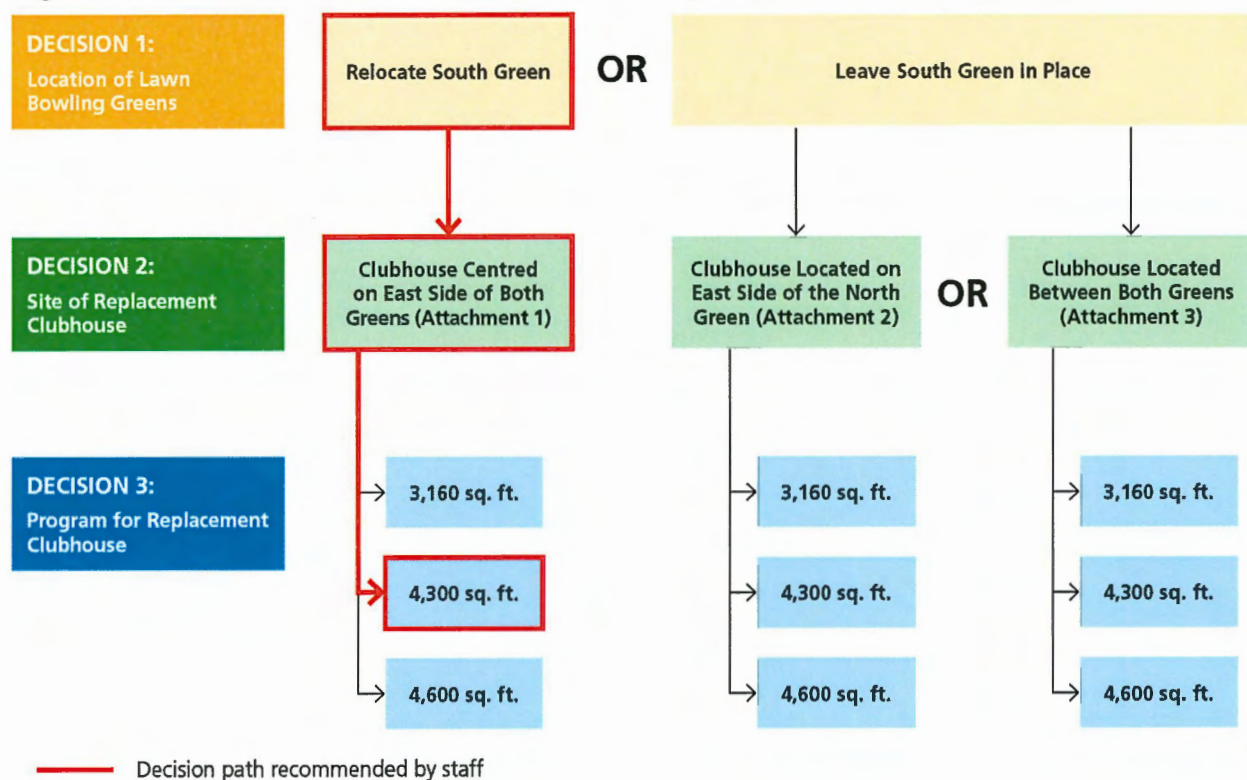 DECISION 1:
Location of Lawn
Bowling Greens
Relocate South Green
OR
Leave South Green in Place
DECISION 2:
Site of Replacement
Clubhouse
Clubhouse Centred
on East Side of Both
Greens (Attachment 1)
Clubhouse Located on
East Side of the North
Green (Attachment 2)
OR
Clubhouse Located
Between Both Greens
(Attachment 3)
DECISION 3:
Program for Replacement
Clubhouse
3,160 sq. ft.
3,160 sq. ft.
3,160 sq. ft.
4,300 sq. ft.
4,300 sq. ft.
4,300 sq. ft.
4,600 sq. ft.
4,600 sq. ft.
4,600 sq. ft.
Decision path recommended by staff